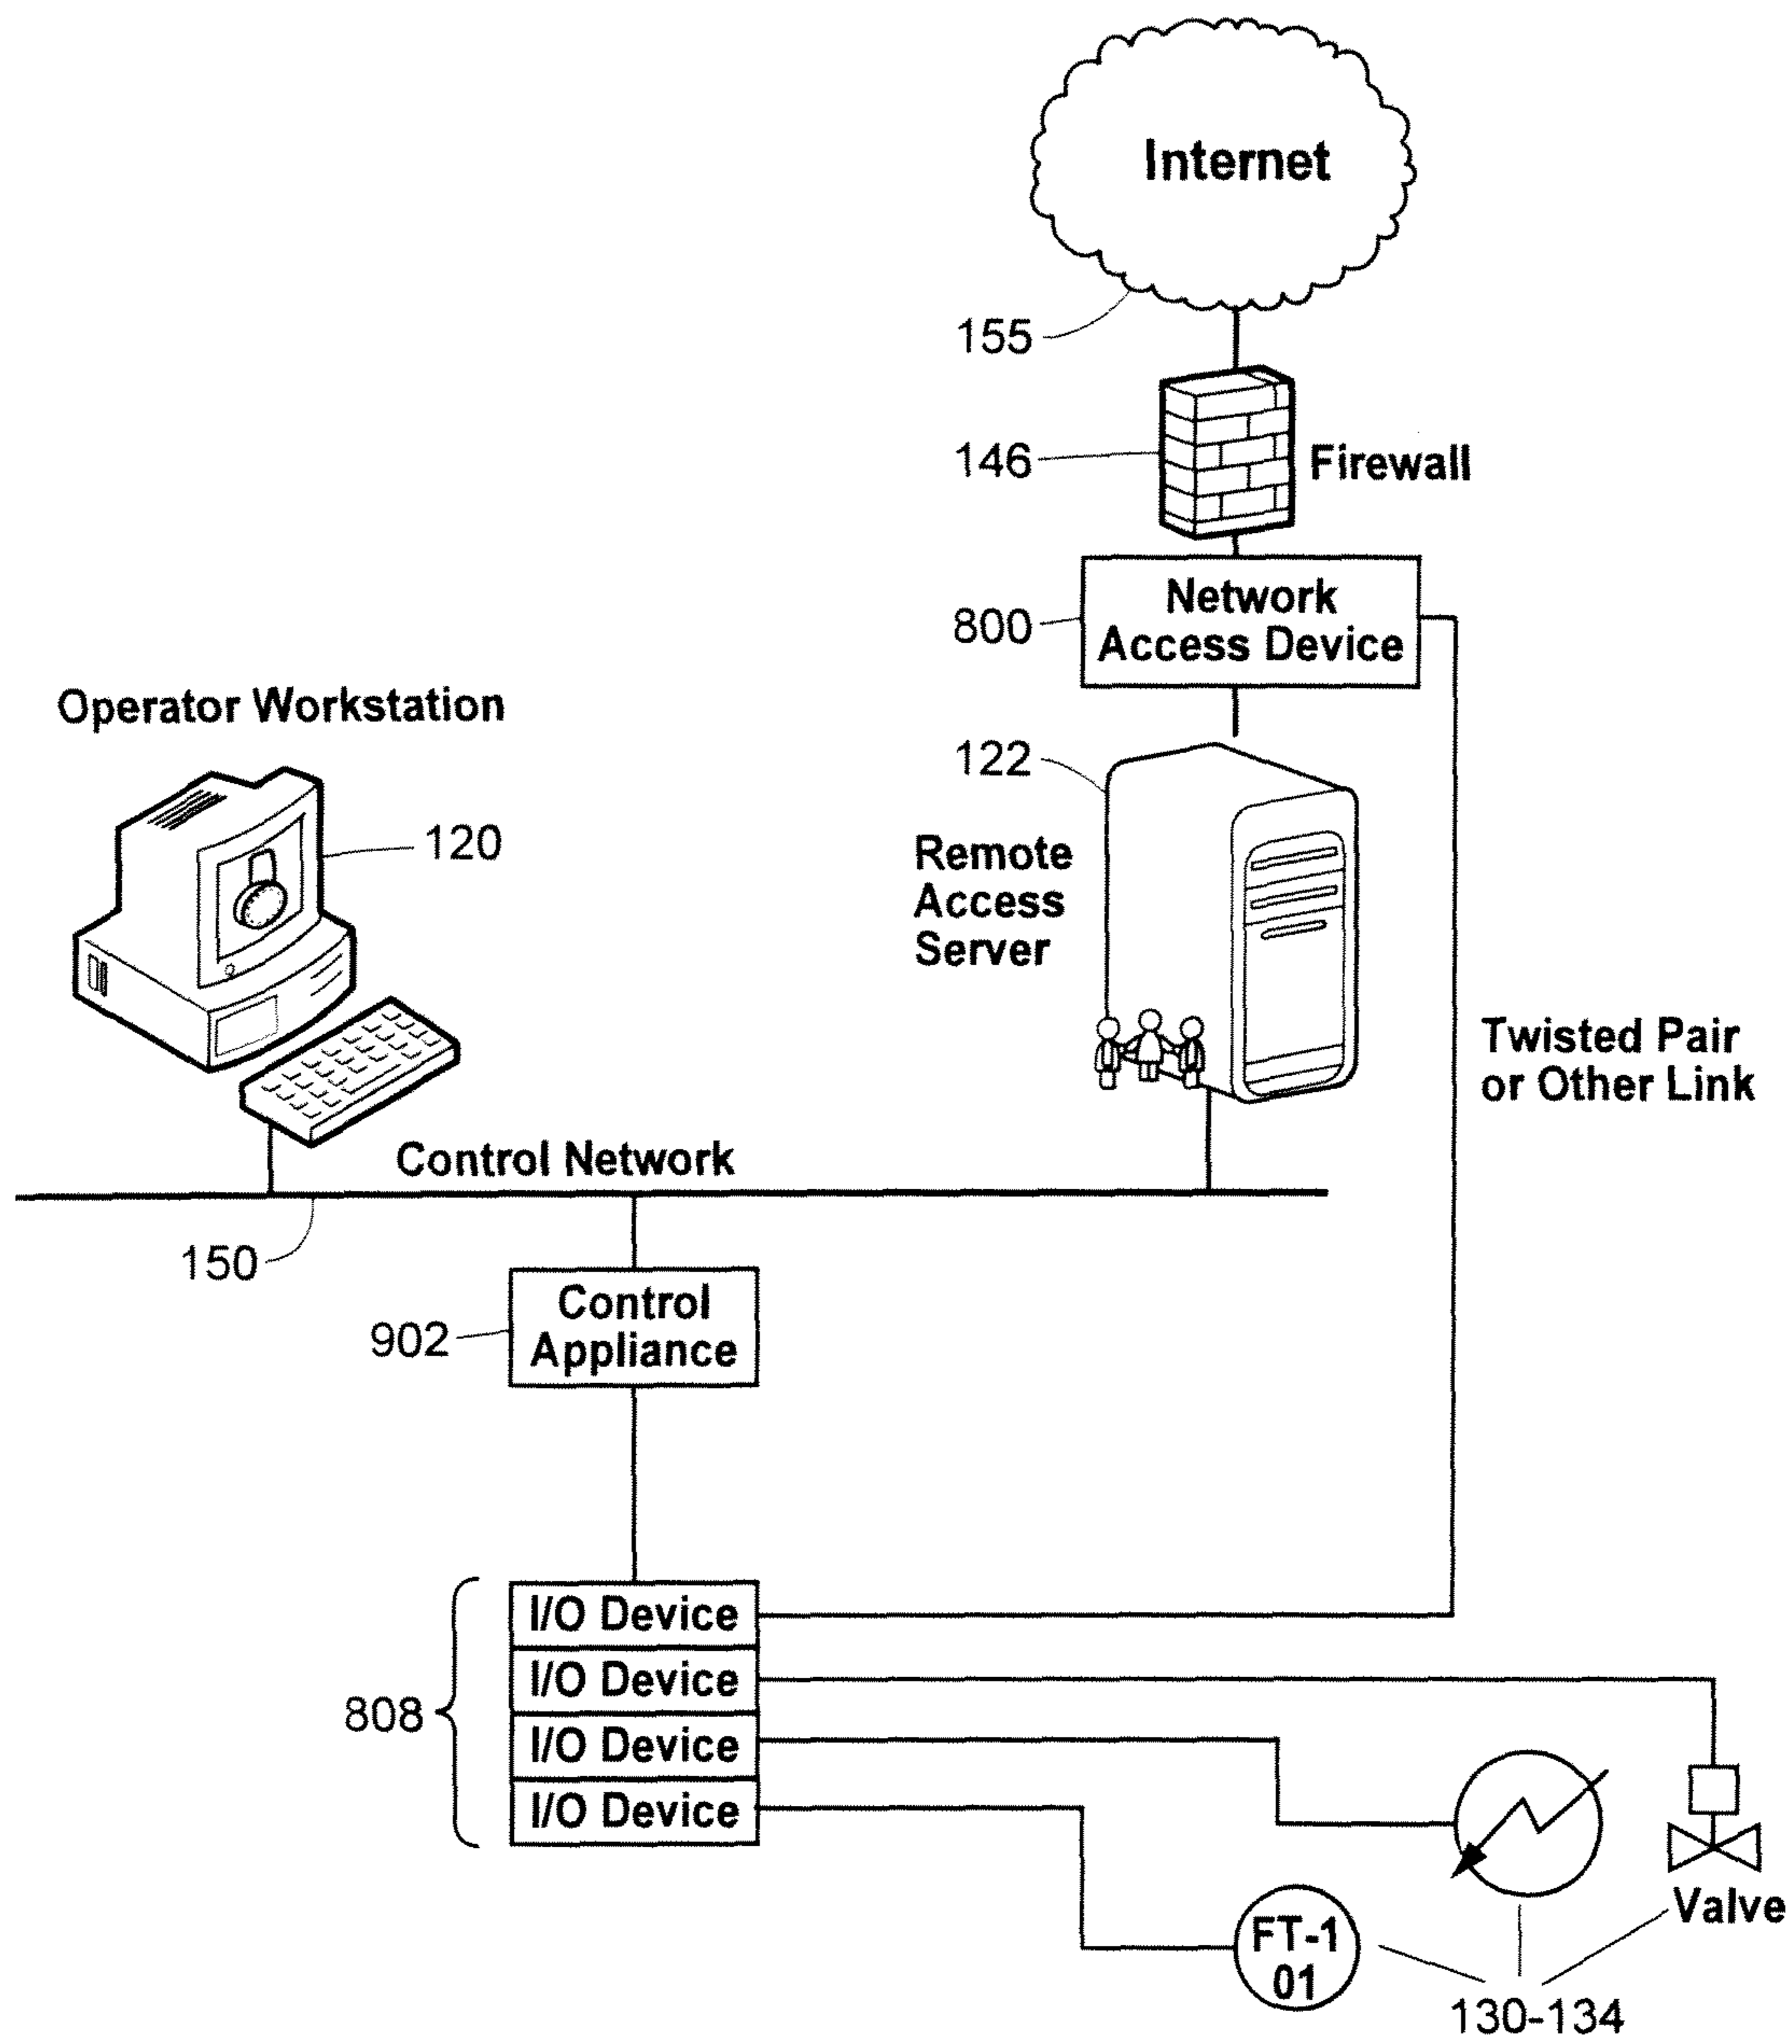 Internet
155
146
Firewall
Network
Access Device
800
Operator Workstation
122
120
Remote
Access
Server
Twisted Pair
or Other Link
Control Network
150
Control
Appliance
902
I/O Device
I/O Device
808
I/O Device
I/O Device
Valve
FT-1
01
130-134